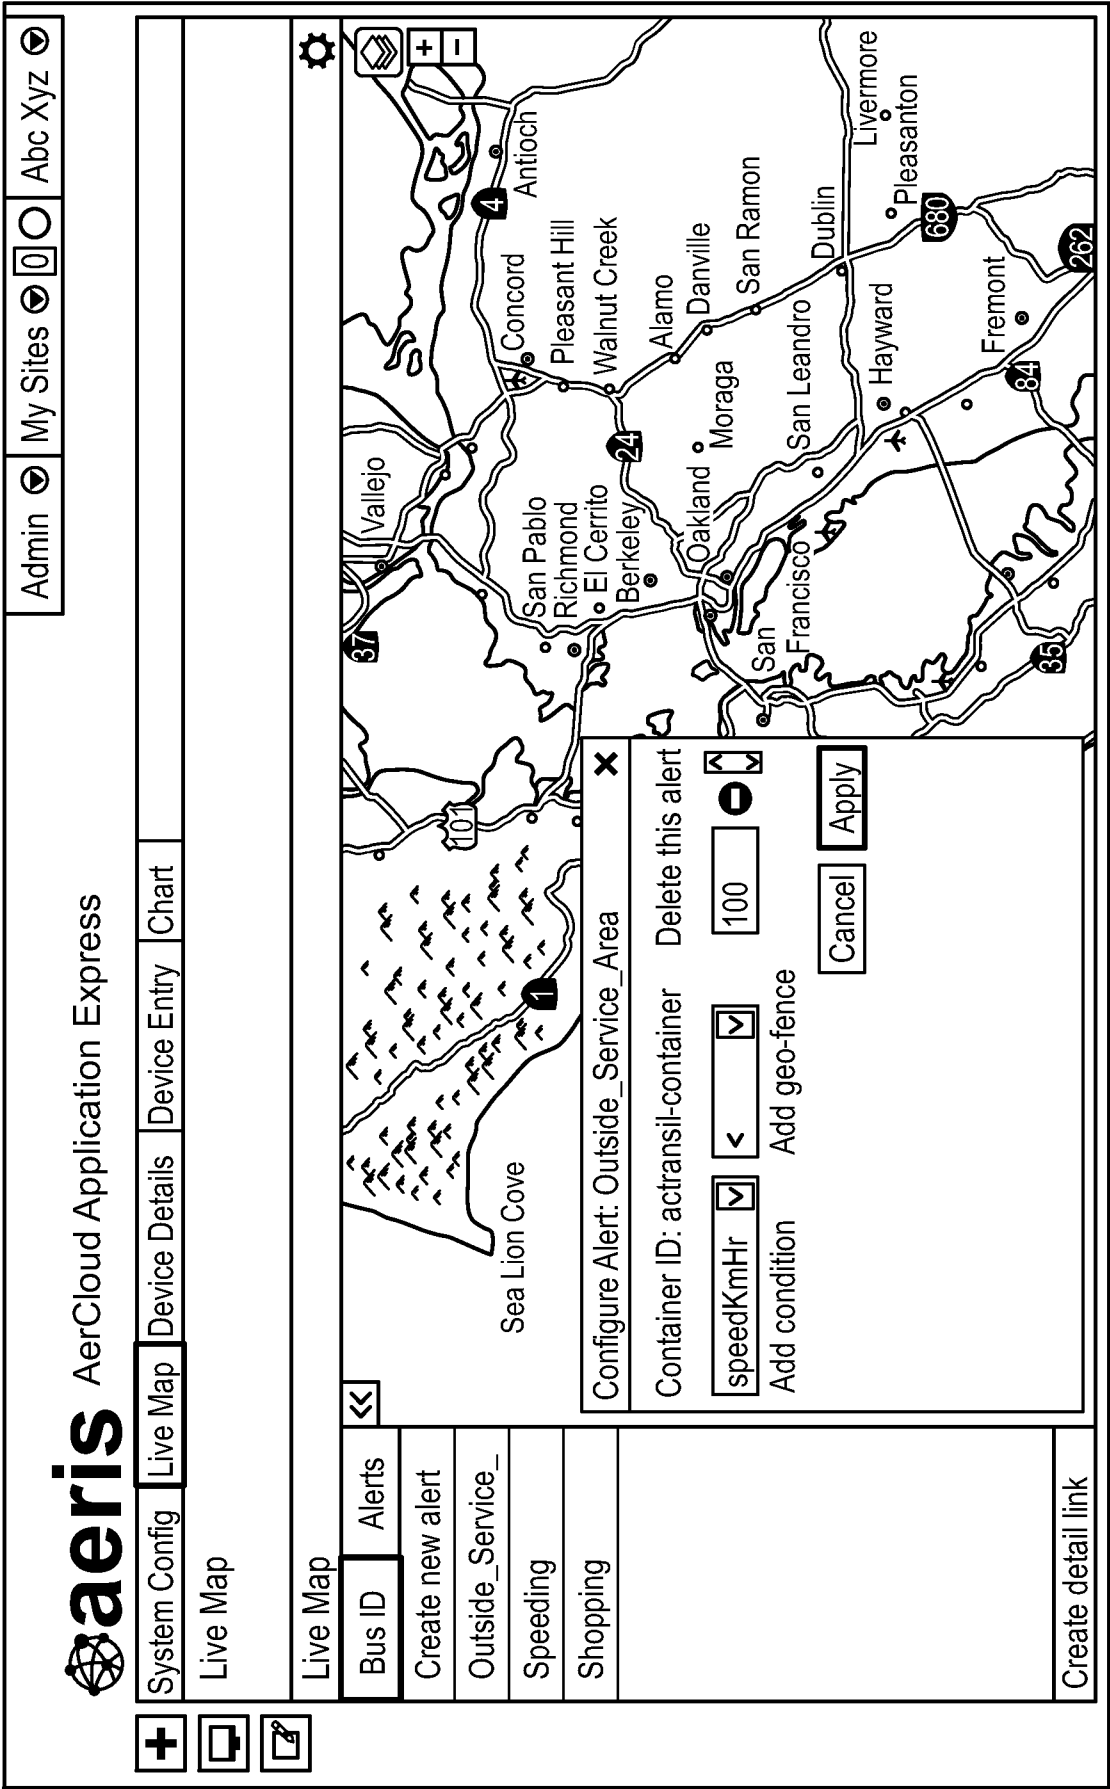 Admin My Sites 0 Abc Xyz
aeris AerCloud Application Express
System Config Live Map Device Details Device Entry Chart
Live Map
Live Map
Bus ID Alerts
Create new alert
Outside_Service_
Speeding
Shopping
Create detail link
<<
+
−
Sea Lion Cove
1
101
37
Vallejo
4
Antioch
Concord
Pleasant Hill
Walnut Creek
San Pablo
Richmond
El Cerrito
Berkeley
24
Alamo
Danville
San Ramon
Oakland
Moraga
San Leandro
Dublin
Livermore
Pleasanton
San
Francisco
Hayward
680
Fremont
84
262
35
Configure Alert: Outside_Service_Area X
Container ID: actransil-container Delete this alert
speedKmHr < 100
Add condition Add geo-fence
Cancel Apply